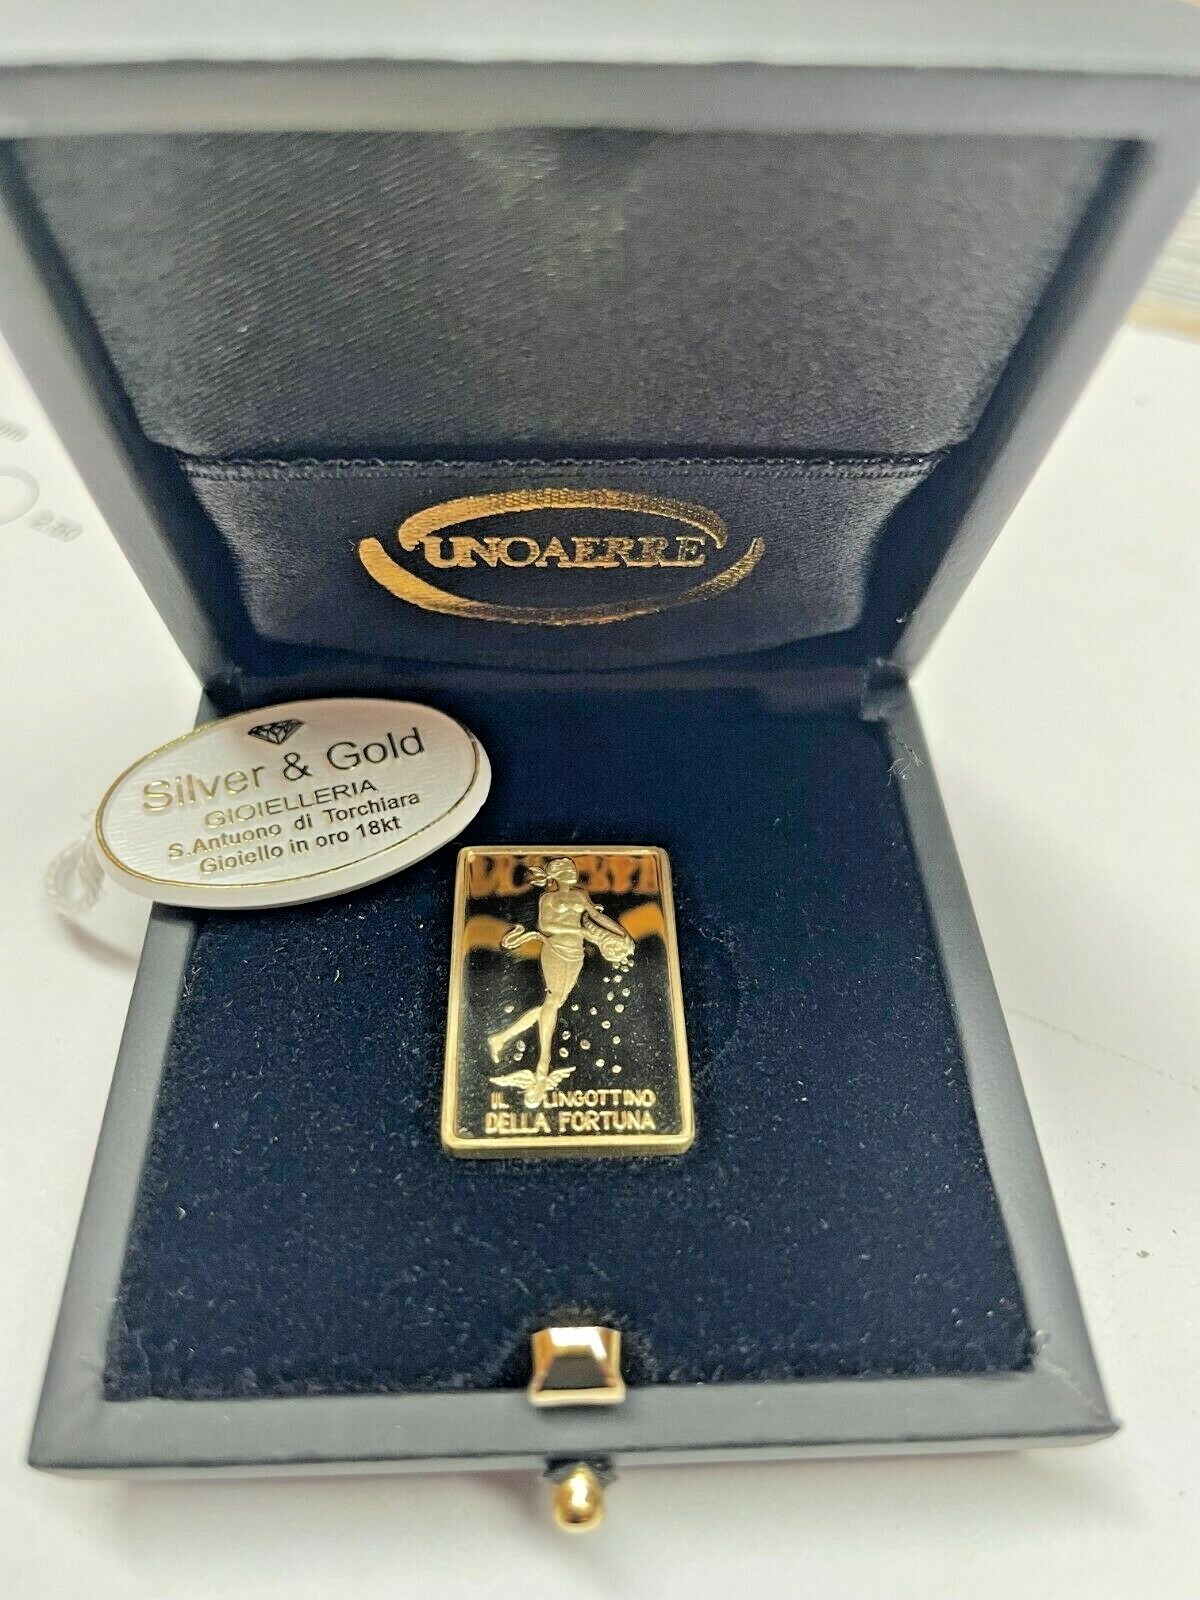 UNOAERRE
Silver & Gold
GIOIELLERIA
S.Antuono di Torchiara
Gioiello in oro 18kt
IL LINGOTTINO
DELLA FORTUNA